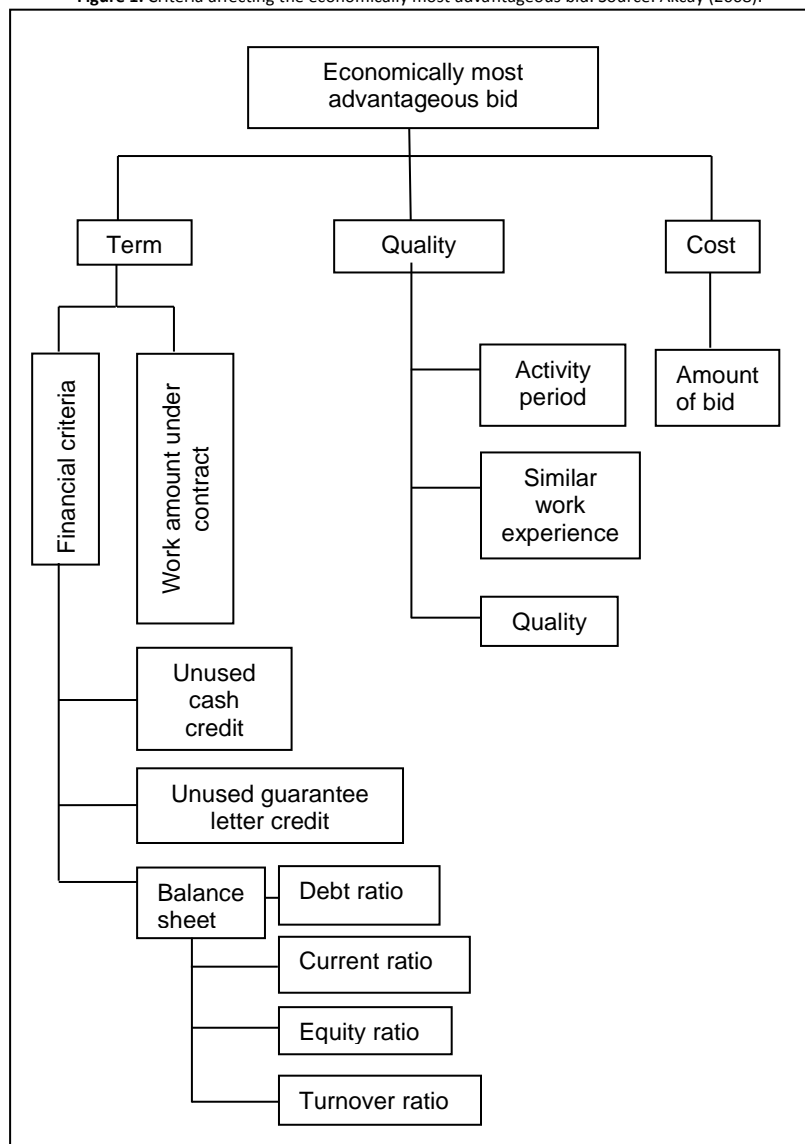 Figure 1. Criteria affecting the economically most advantageous bid. Source: Akcay (2008).
Economically most
advantageous bid
Term
Quality
Cost
Financial criteria
Work amount under
contract
Activity
period
Similar
work
experience
Quality
Amount
of bid
Unused
cash
credit
Unused guarantee
letter credit
Balance
sheet
Debt ratio
Current ratio
Equity ratio
Turnover ratio